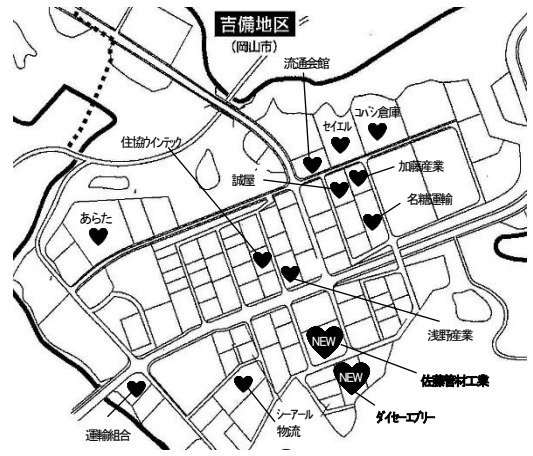 吉備地区
(岡山市)
流通会館
コハシ倉庫
セイエル
住協ウインテック
加藤産業
誠屋
名糖運輸
あらた
浅野産業
NEW
佐藤管材工業
NEW
ダイセーエブリー
シーアール
物流
運輸組合